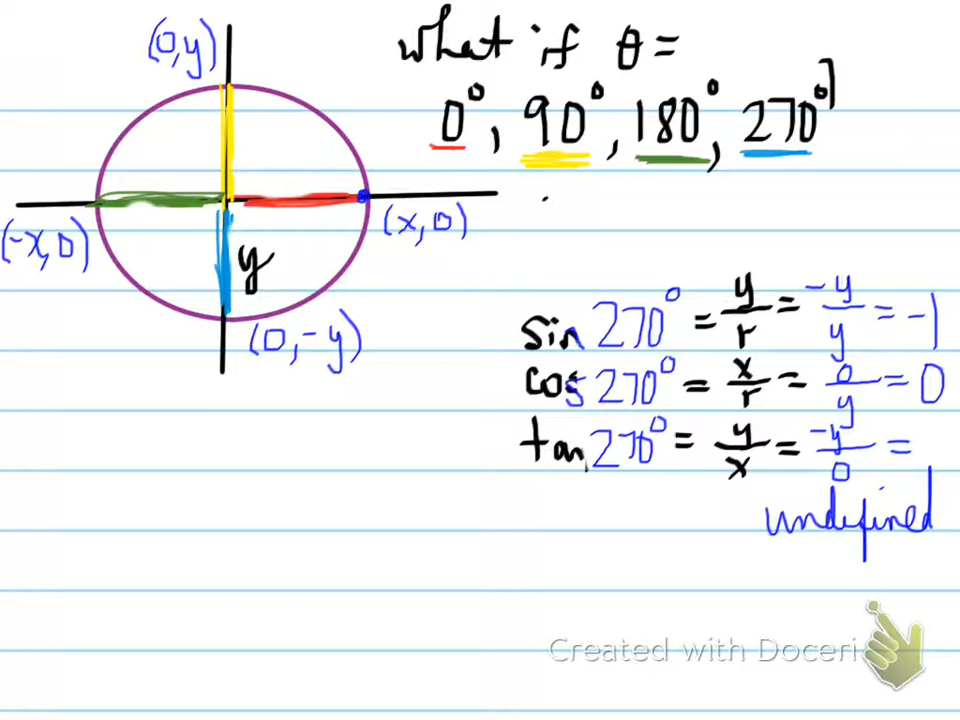 (0,y)
what if θ =
0°, 90°, 180°, 270°
(-x,0)
(x,0)
y
(0,-y)
sin 270° = y/r = -y/y = -1
cos 270° = x/r = 0/y = 0
tan 270° = y/x = -y/0 =
undefined
Created with Doceri